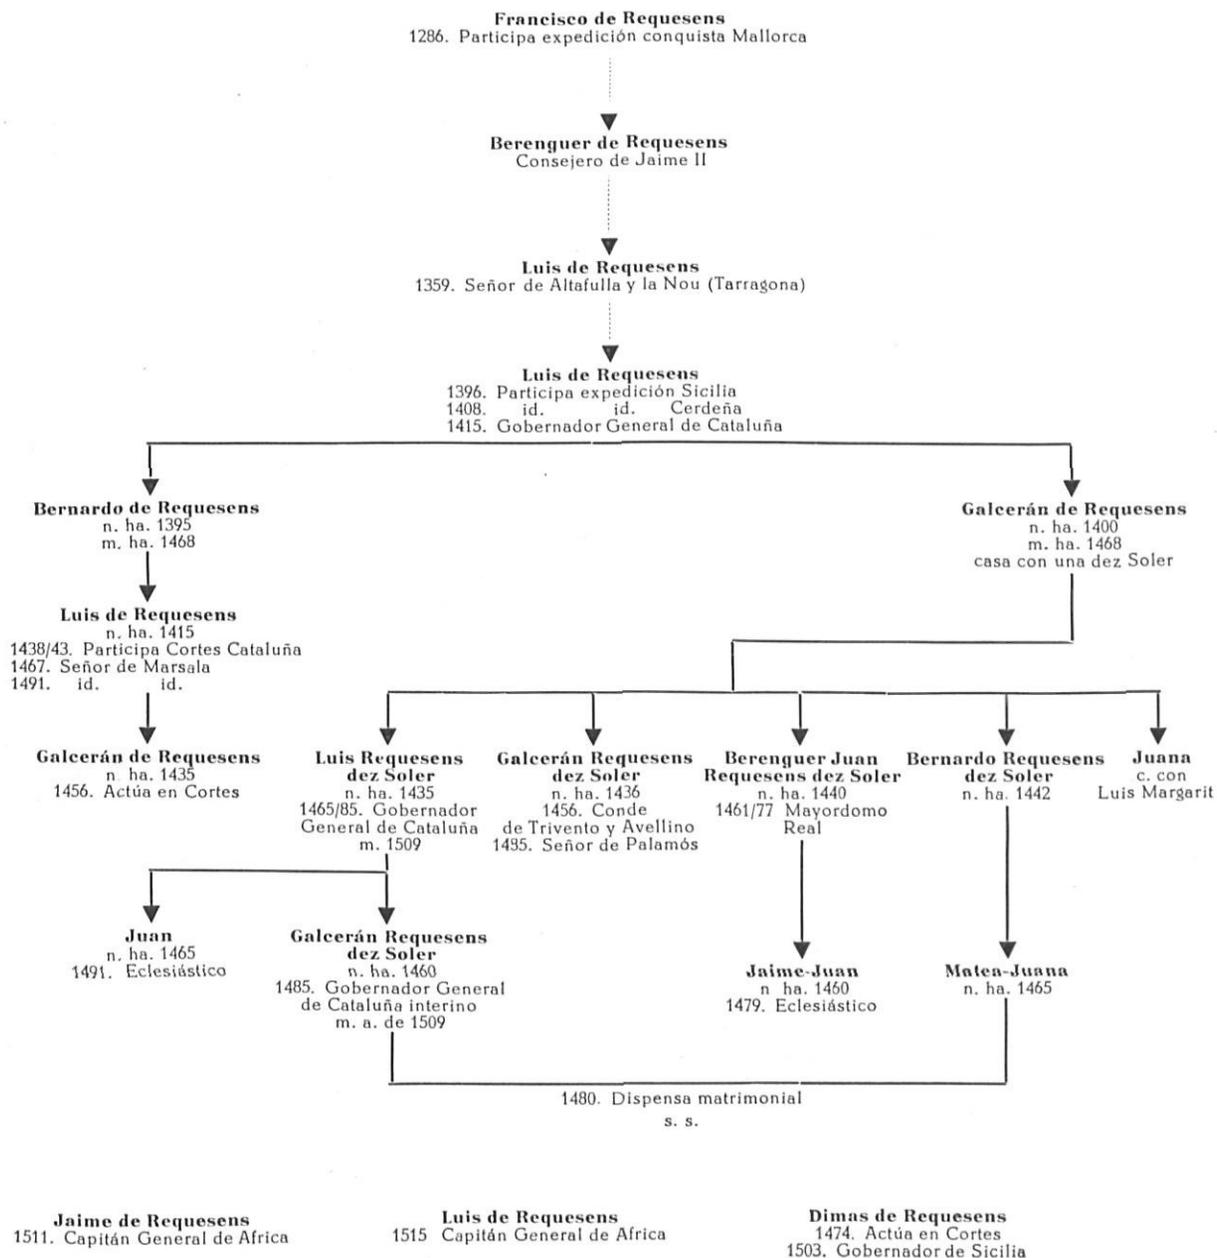 Francisco de Requesens
1286. Participa expedición conquista Mallorca
Berenguer de Requesens
Consejero de Jaime II
Luis de Requesens
1359. Señor de Altafulla y la Nou (Tarragona)
Luis de Requesens
1396. Participa expedición Sicilia
1408. id. id. Cerdeña
1415. Gobernador General de Cataluña
Bernardo de Requesens
n. ha. 1395
m. ha. 1468
Galcerán de Requesens
n. ha. 1400
m. ha. 1468
casa con una dez Soler
Luis de Requesens
n. ha. 1415
1438/43. Participa Cortes Cataluña
1467. Señor de Marsala
1491. id. id.
Galcerán de Requesens
n. ha. 1435
1456. Actúa en Cortes
Luis Requesens
dez Soler
n. ha. 1435
1465/85. Gobernador
General de Cataluña
m. 1509
Galcerán Requesens
dez Soler
n. ha. 1436
1456. Conde
de Trivento y Avellino
1485. Señor de Palamós
Berenguer Juan
Requesens dez Soler
n. ha. 1440
1461/77 Mayordomo
Real
Bernardo Requesens
dez Soler
n. ha. 1442
Juana
c. con
Luis Margarit
Juan
n. ha. 1465
1491. Eclesiástico
Galcerán Requesens
dez Soler
n. ha. 1460
1485. Gobernador General
de Cataluña interino
m. a. de 1509
Jaime-Juan
n ha. 1460
1479. Eclesiástico
Matea-Juana
n. ha. 1465
1480. Dispensa matrimonial
s. s.
Jaime de Requesens
1511. Capitán General de Africa
Luis de Requesens
1515 Capitán General de Africa
Dimas de Requesens
1474. Actúa en Cortes
1503. Gobernador de Sicilia